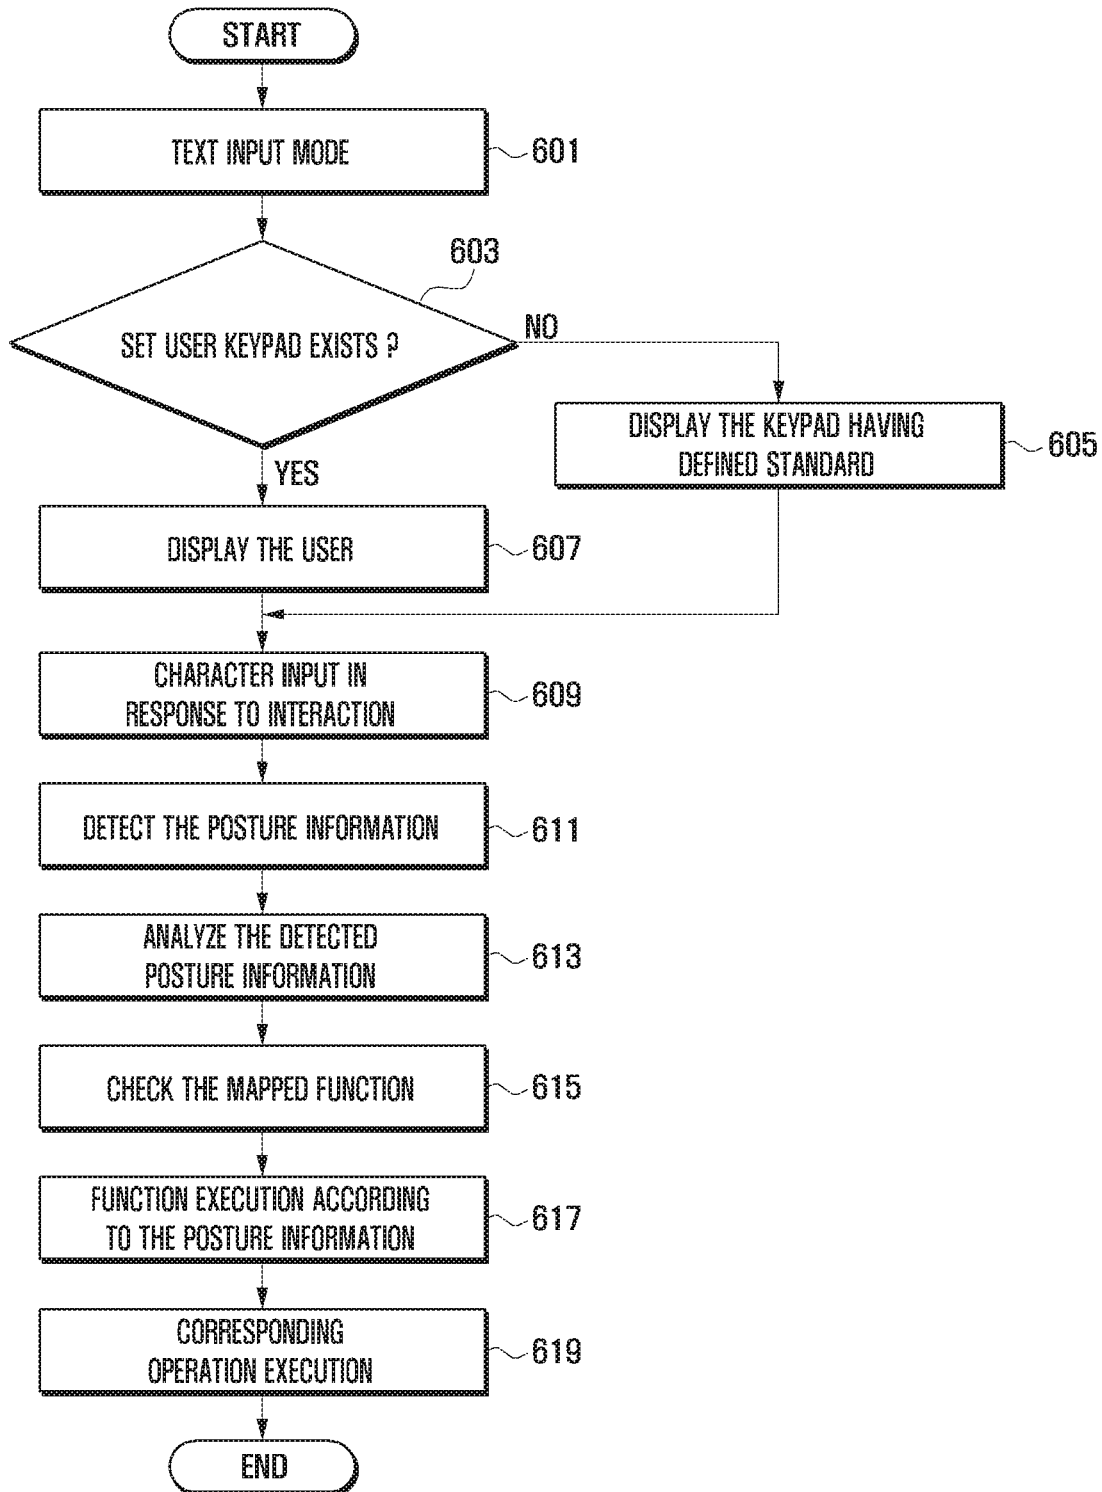 START
TEXT INPUT MODE
601
603
SET USER KEYPAD EXISTS ?
NO
DISPLAY THE KEYPAD HAVING
DEFINED STANDARD
605
YES
DISPLAY THE USER
607
CHARACTER INPUT IN
RESPONSE TO INTERACTION
609
DETECT THE POSTURE INFORMATION
611
ANALYZE THE DETECTED
POSTURE INFORMATION
613
CHECK THE MAPPED FUNCTION
615
FUNCTION EXECUTION ACCORDING
TO THE POSTURE INFORMATION
617
CORRESPONDING
OPERATION EXECUTION
619
END